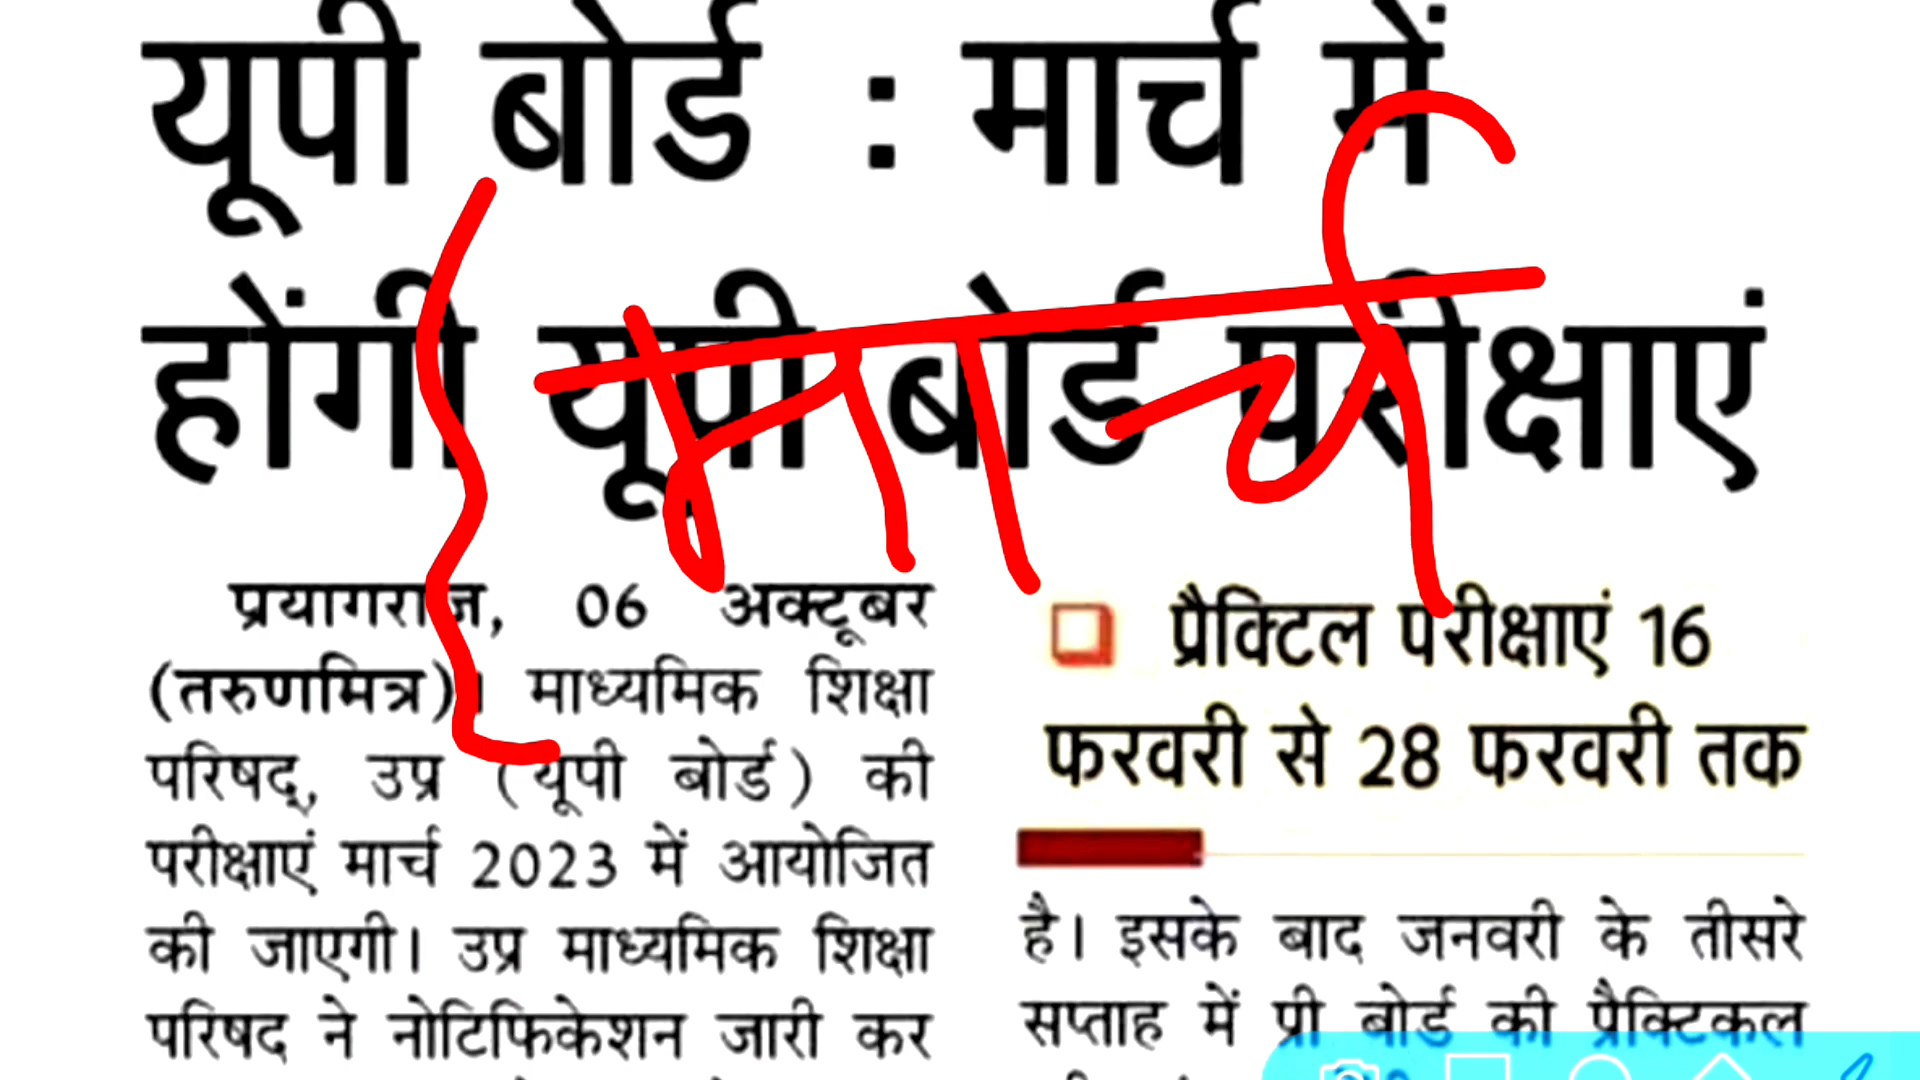 यूपी बोर्ड : मार्च में
होंगी यूपी बोर्ड परीक्षाएं
मार्च
प्रयागराज, 06 अक्टूबर
(तरुणमित्र)। माध्यमिक शिक्षा
परिषद्, उप्र (यूपी बोर्ड) की
परीक्षाएं मार्च 2023 में आयोजित
की जाएगी। उप्र माध्यमिक शिक्षा
परिषद ने नोटिफिकेशन जारी कर
प्रैक्टिल परीक्षाएं 16
फरवरी से 28 फरवरी तक
है। इसके बाद जनवरी के तीसरे
सप्ताह में प्री बोर्ड की प्रैक्टिकल